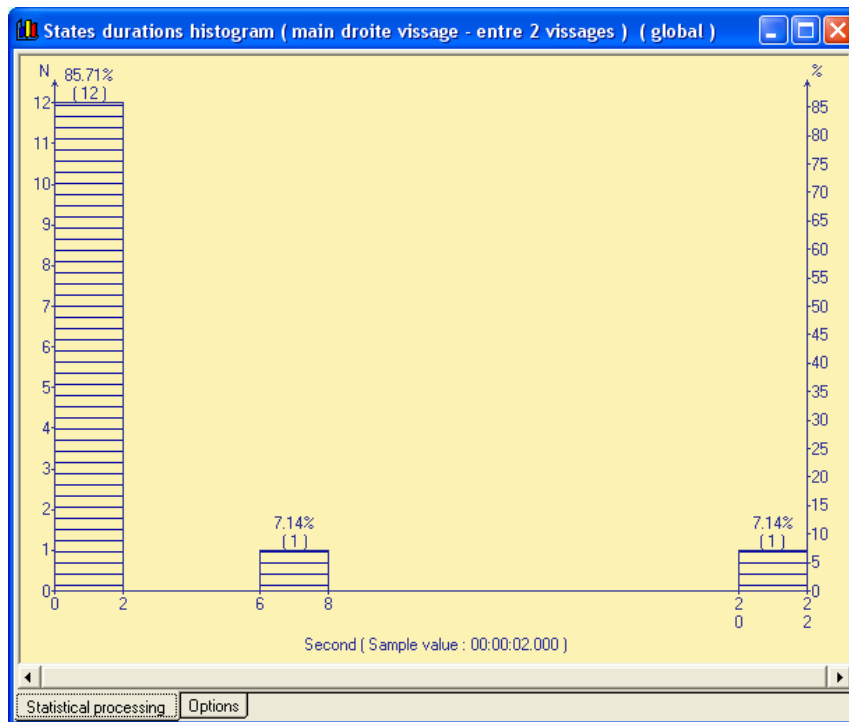 States durations histogram ( main droite vissage - entre 2 vissages ) ( global )
N 85.71% %
( 12 )
12 85
11 80
10 75
9 70
8 65
7 60
6 55
5 50
4 45
3 40
2 35
1 30
0 25
20
15
7.14% 7.14%
( 1 ) ( 1 ) 10
5
0
0 2 6 8 2 2
0 2
Second ( Sample value : 00:00:02.000 )
Statistical processing Options